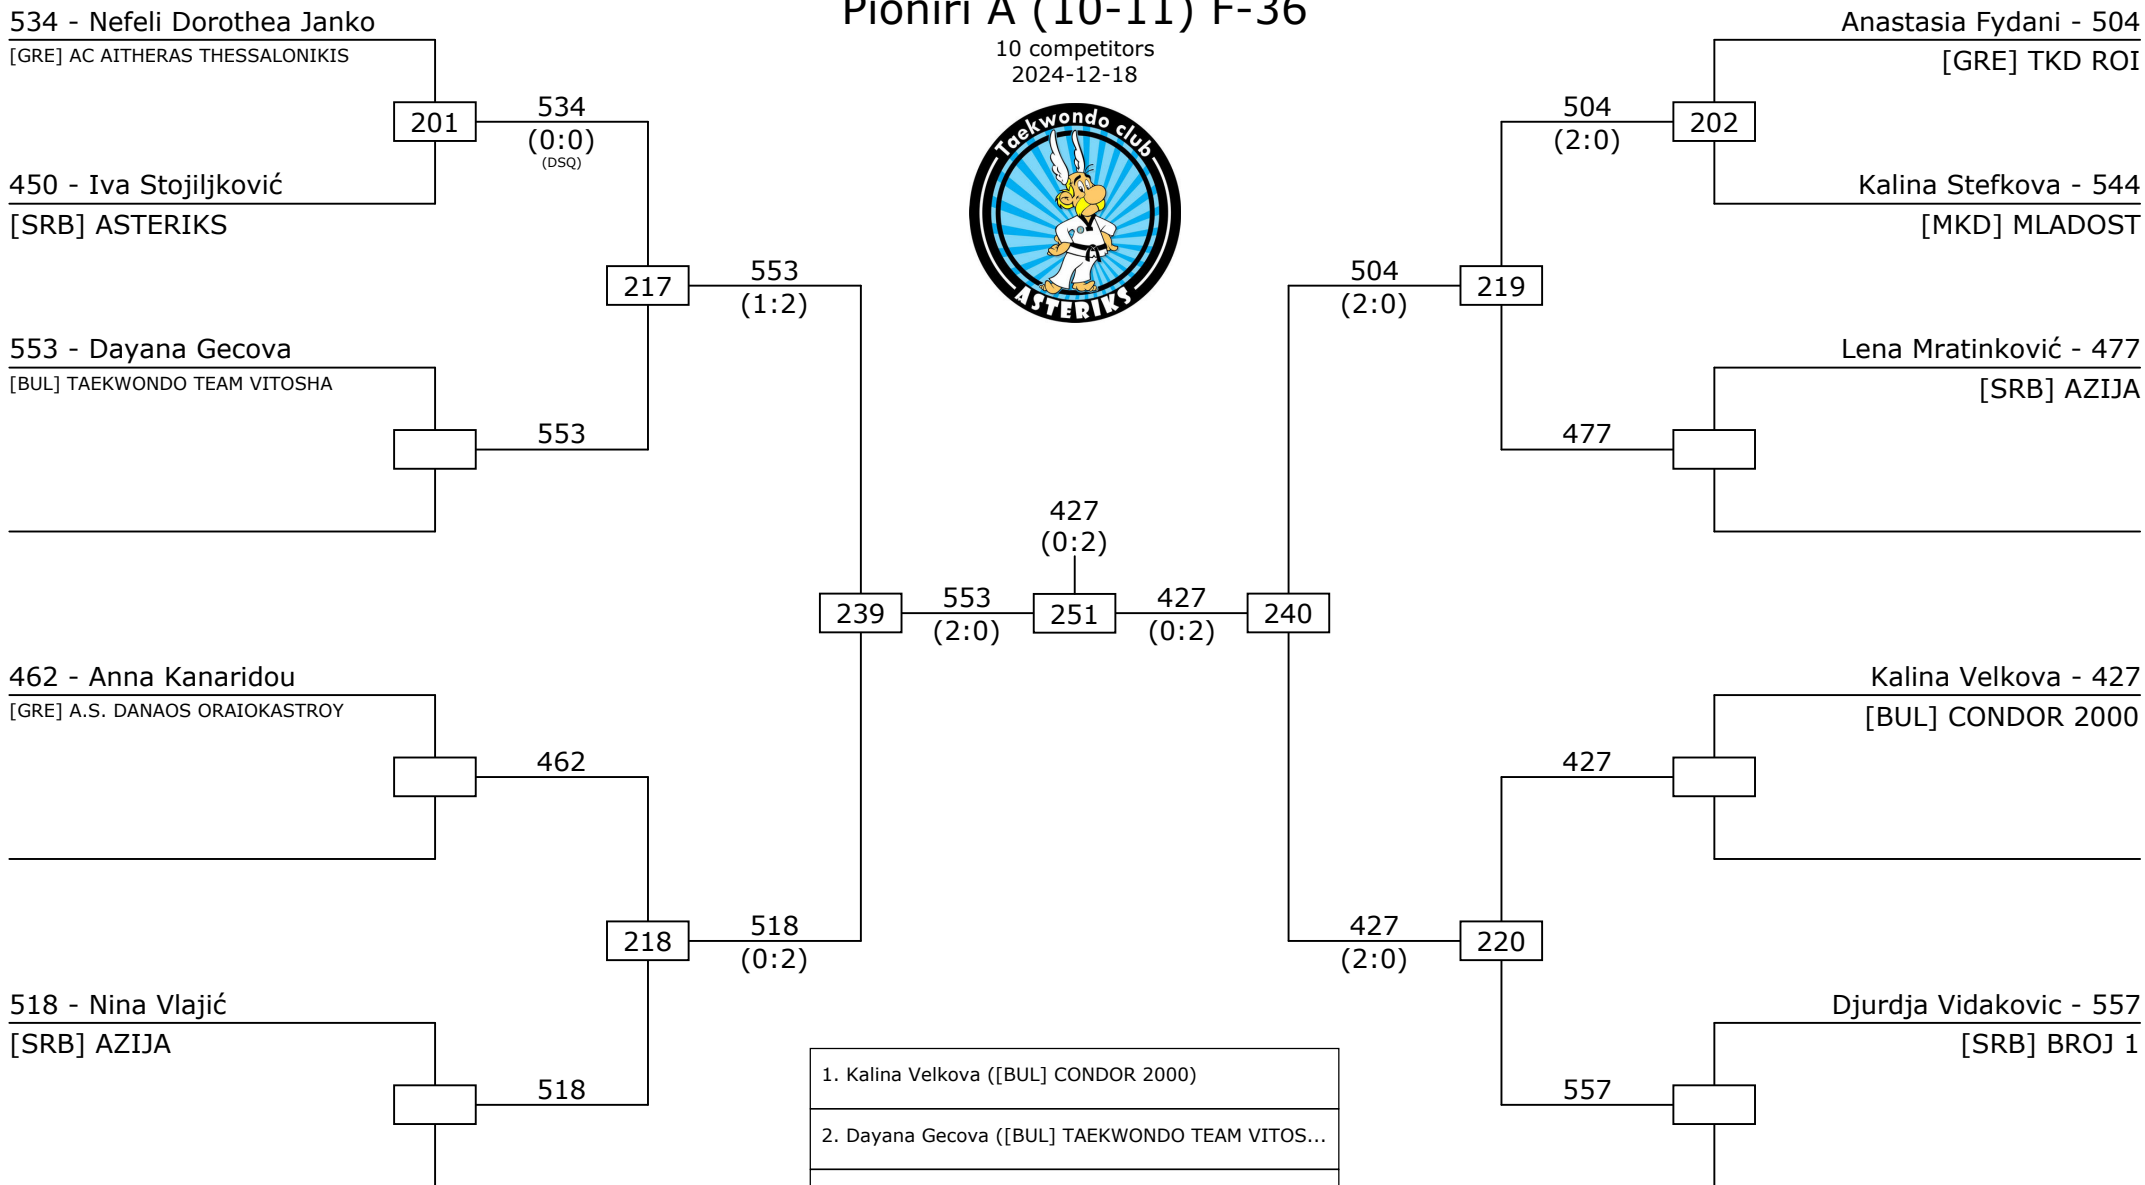 Pioniri A (10-11) F-36
10 competitors
2024-12-18
Taekwondo club
ASTERIKS
534 - Nefeli Dorothea Janko
[GRE] AC AITHERAS THESSALONIKIS
201
534
(0:0)
(DSQ)
450 - Iva Stojiljković
[SRB] ASTERIKS
217
553
(1:2)
553 - Dayana Gecova
[BUL] TAEKWONDO TEAM VITOSHA
553
239
553
(2:0)
462 - Anna Kanaridou
[GRE] A.S. DANAOS ORAIOKASTROY
462
218
518
(0:2)
518 - Nina Vlajić
[SRB] AZIJA
518
427
(0:2)
251
427
(0:2)
240
Anastasia Fydani - 504
[GRE] TKD ROI
504
(2:0)
202
Kalina Stefkova - 544
[MKD] MLADOST
504
(2:0)
219
Lena Mratinković - 477
[SRB] AZIJA
477
Kalina Velkova - 427
[BUL] CONDOR 2000
427
427
(2:0)
220
Djurdja Vidakovic - 557
[SRB] BROJ 1
557
1. Kalina Velkova ([BUL] CONDOR 2000)
2. Dayana Gecova ([BUL] TAEKWONDO TEAM VITOS...